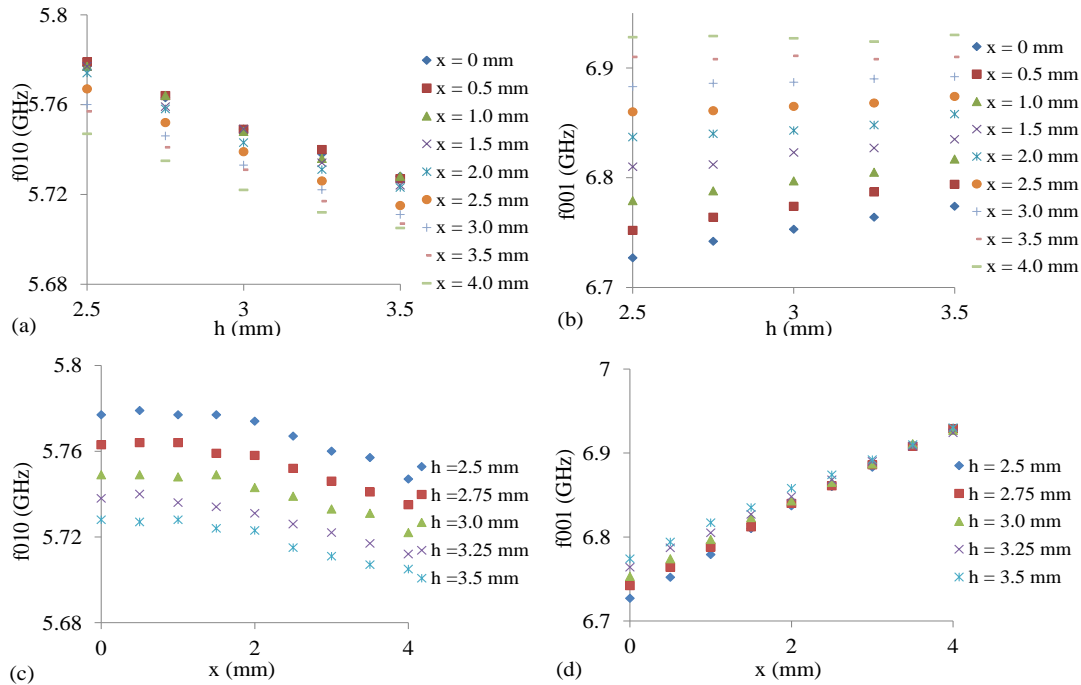 5.8
5.76
5.72
5.68
f010 (GHz)
2.5 3 3.5
h (mm)
(a)
x = 0 mm
x = 0.5 mm
x = 1.0 mm
x = 1.5 mm
x = 2.0 mm
x = 2.5 mm
x = 3.0 mm
x = 3.5 mm
x = 4.0 mm
6.9
6.8
6.7
f001 (GHz)
2.5 3 3.5
h (mm)
(b)
x = 0 mm
x = 0.5 mm
x = 1.0 mm
x = 1.5 mm
x = 2.0 mm
x = 2.5 mm
x = 3.0 mm
x = 3.5 mm
x = 4.0 mm
5.8
5.76
5.72
5.68
f010 (GHz)
0 2 4
x (mm)
(c)
h =2.5 mm
h =2.75 mm
h =3.0 mm
h =3.25 mm
h =3.5 mm
7
6.9
6.8
6.7
f001 (GHz)
0 2 4
x (mm)
(d)
h = 2.5 mm
h = 2.75 mm
h = 3.0 mm
h = 3.25 mm
h = 3.5 mm